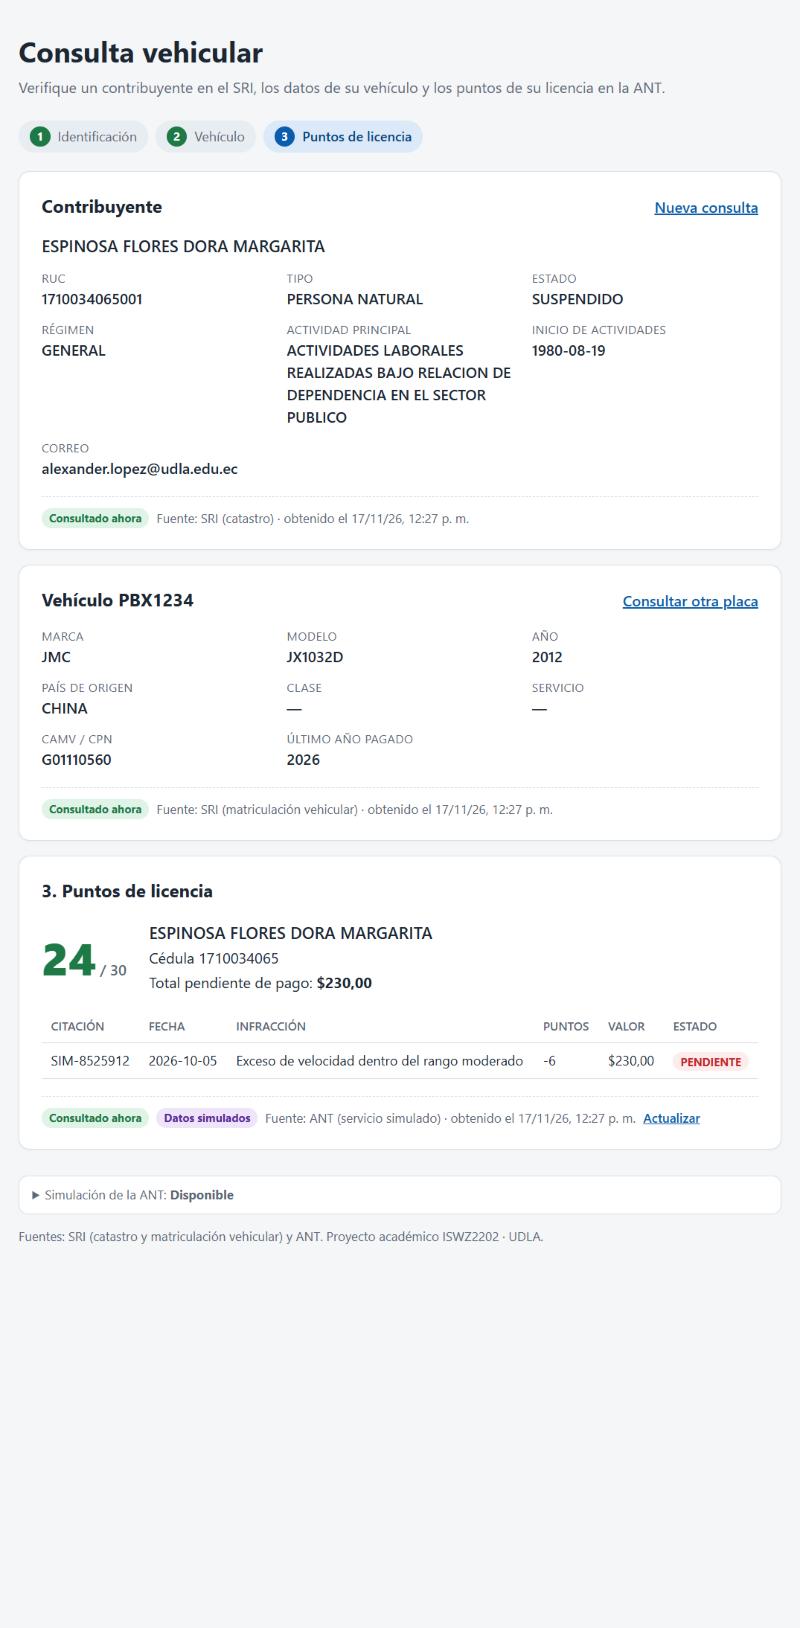 Consulta vehicular
Verifique un contribuyente en el SRI, los datos de su vehículo y los puntos de su licencia en la ANT.
1 Identificación 2 Vehículo 3 Puntos de licencia
Contribuyente Nueva consulta
ESPINOSA FLORES DORA MARGARITA
RUC TIPO ESTADO
1710034065001 PERSONA NATURAL SUSPENDIDO
RÉGIMEN ACTIVIDAD PRINCIPAL INICIO DE ACTIVIDADES
GENERAL ACTIVIDADES LABORALES 1980-08-19
REALIZADAS BAJO RELACION DE
DEPENDENCIA EN EL SECTOR
PUBLICO
CORREO
alexander.lopez@udla.edu.ec
Consultado ahora Fuente: SRI (catastro) · obtenido el 17/11/26, 12:27 p. m.
Vehículo PBX1234 Consultar otra placa
MARCA MODELO AÑO
JMC JX1032D 2012
PAÍS DE ORIGEN CLASE SERVICIO
CHINA — —
CAMV / CPN ÚLTIMO AÑO PAGADO
G01110560 2026
Consultado ahora Fuente: SRI (matriculación vehicular) · obtenido el 17/11/26, 12:27 p. m.
3. Puntos de licencia
24 / 30
ESPINOSA FLORES DORA MARGARITA
Cédula 1710034065
Total pendiente de pago: $230,00
CITACIÓN FECHA INFRACCIÓN PUNTOS VALOR ESTADO
SIM-8525912 2026-10-05 Exceso de velocidad dentro del rango moderado -6 $230,00 PENDIENTE
Consultado ahora Datos simulados Fuente: ANT (servicio simulado) · obtenido el 17/11/26, 12:27 p. m. Actualizar
▶ Simulación de la ANT: Disponible
Fuentes: SRI (catastro y matriculación vehicular) y ANT. Proyecto académico ISWZ2202 · UDLA.